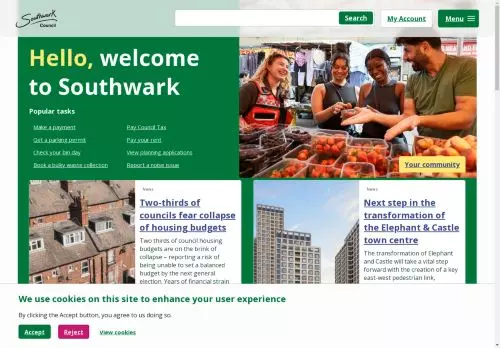 Southwark
Council
Search
My Account
Menu
Hello, welcome
to Southwark
Popular tasks
Make a payment
Pay Council Tax
Get a parking permit
Pay your rent
Check your bin day
View planning applications
Book a bulky waste collection
Report a noise issue
Your community
News
Two-thirds of
councils fear collapse
of housing budgets
Two thirds of council housing
budgets are on the brink of
collapse – reporting a risk of
being unable to set a balanced
budget by the next general
election. Years of financial strain
News
Next step in the
transformation of
the Elephant & Castle
town centre
The transformation of Elephant
and Castle will take a vital step
forward with the creation of a key
east-west pedestrian link,
We use cookies on this site to enhance your user experience
By clicking the Accept button, you agree to us doing so.
Accept
Reject
View cookies